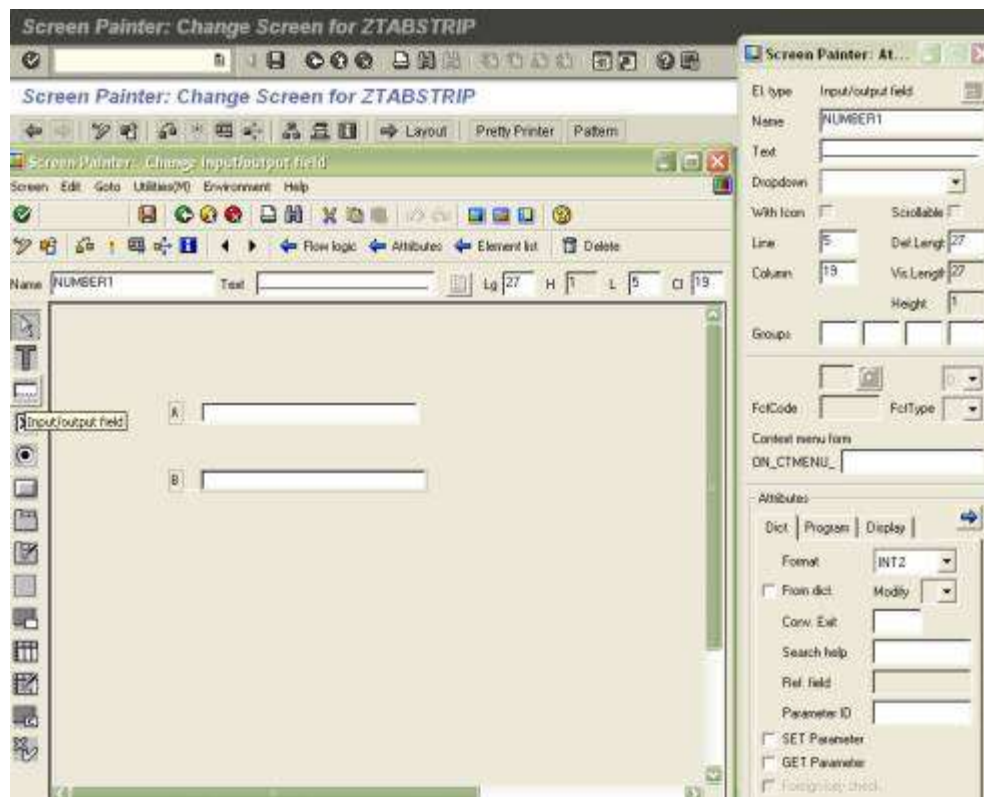 Screen Painter: Change Screen for ZTABSTRIP
Screen Painter: Change Screen for ZTABSTRIP
Layout Pretty Printer Pattern
Screen Painter: Change Input/output field
Screen Edit Goto Utilities(M) Environment Help
Flow logic Attributes Element list Delete
Name NUMBER1 Text Lg 27 H 1 L 5 Cl 19
Input/output field
A
B
Screen Painter: At...
El. type Input/output field
Name NUMBER1
Text
Dropdown
With Icon Scrollable
Line 5 Def.Lengt 27
Column 19 Vis.Lengt 27
Height 1
Groups
FctCode FctType
Context menu form
ON_CTMENU_
Attributes
Dict Program Display
Format INT2
From dict. Modify
Conv. Exit
Search help
Ref. field
Parameter ID
SET Parameter
GET Parameter
Foreign key check